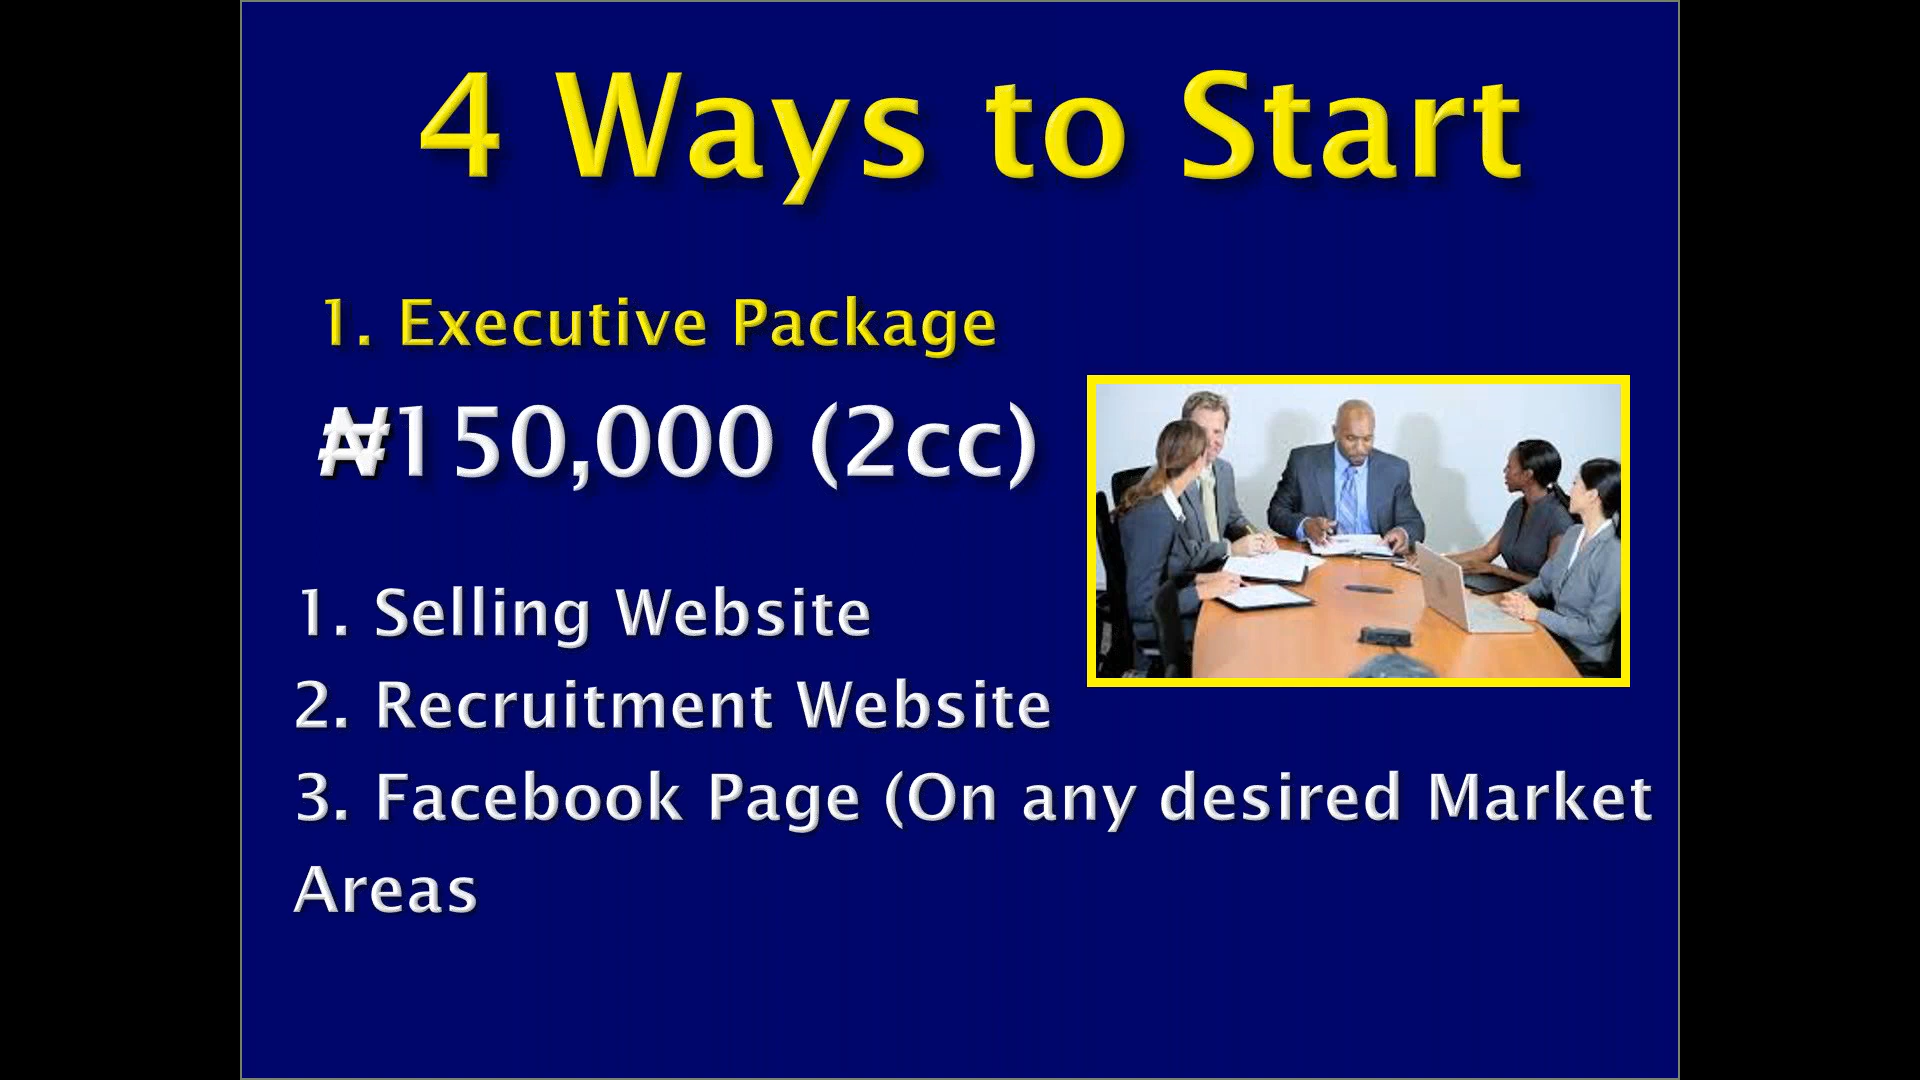 4 Ways to Start
1. Executive Package
₦150,000 (2cc)
1. Selling Website
2. Recruitment Website
3. Facebook Page (On any desired Market
Areas